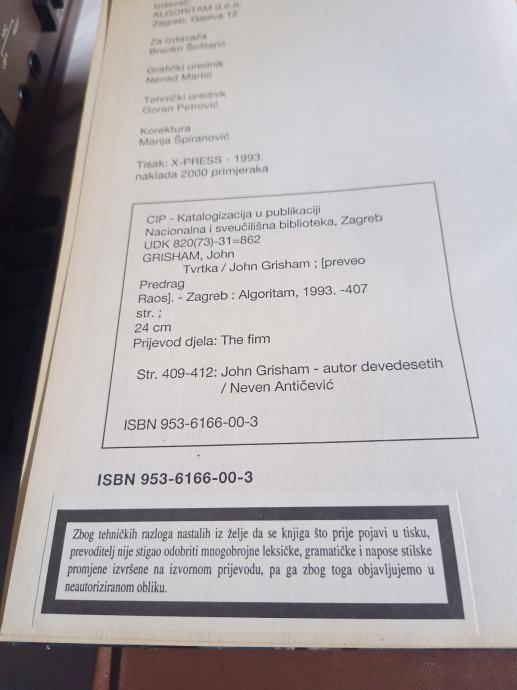 Izdavač:
ALGORITAM d.o.o.
Zagreb, Gajeva 12
Za izdavača
Branko Šoštarić
Grafički urednik
Nenad Martić
Tehnički urednik
Goran Petrović
Korektura
Marija Špiranović
Tisak: X-PRESS - 1993.
naklada 2000 primjeraka
CIP - Katalogizacija u publikaciji
Nacionalna i sveučilišna biblioteka, Zagreb
UDK 820(73)-31=862
GRISHAM, John
Tvrtka / John Grisham ; [preveo
Predrag
Raos]. - Zagreb : Algoritam, 1993. -407
str. ;
24 cm
Prijevod djela: The firm
Str. 409-412: John Grisham - autor devedesetih
/ Neven Antičević
ISBN 953-6166-00-3
ISBN 953-6166-00-3
Zbog tehničkih razloga nastalih iz želje da se knjiga što prije pojavi u tisku,
prevoditelj nije stigao odobriti mnogobrojne leksičke, gramatičke i napose stilske
promjene izvršene na izvornom prijevodu, pa ga zbog toga objavljujemo u
neautoriziranom obliku.